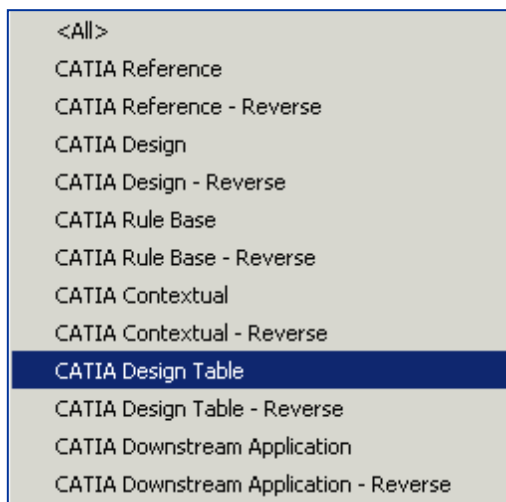 <All>
CATIA Reference
CATIA Reference - Reverse
CATIA Design
CATIA Design - Reverse
CATIA Rule Base
CATIA Rule Base - Reverse
CATIA Contextual
CATIA Contextual - Reverse
CATIA Design Table
CATIA Design Table - Reverse
CATIA Downstream Application
CATIA Downstream Application - Reverse